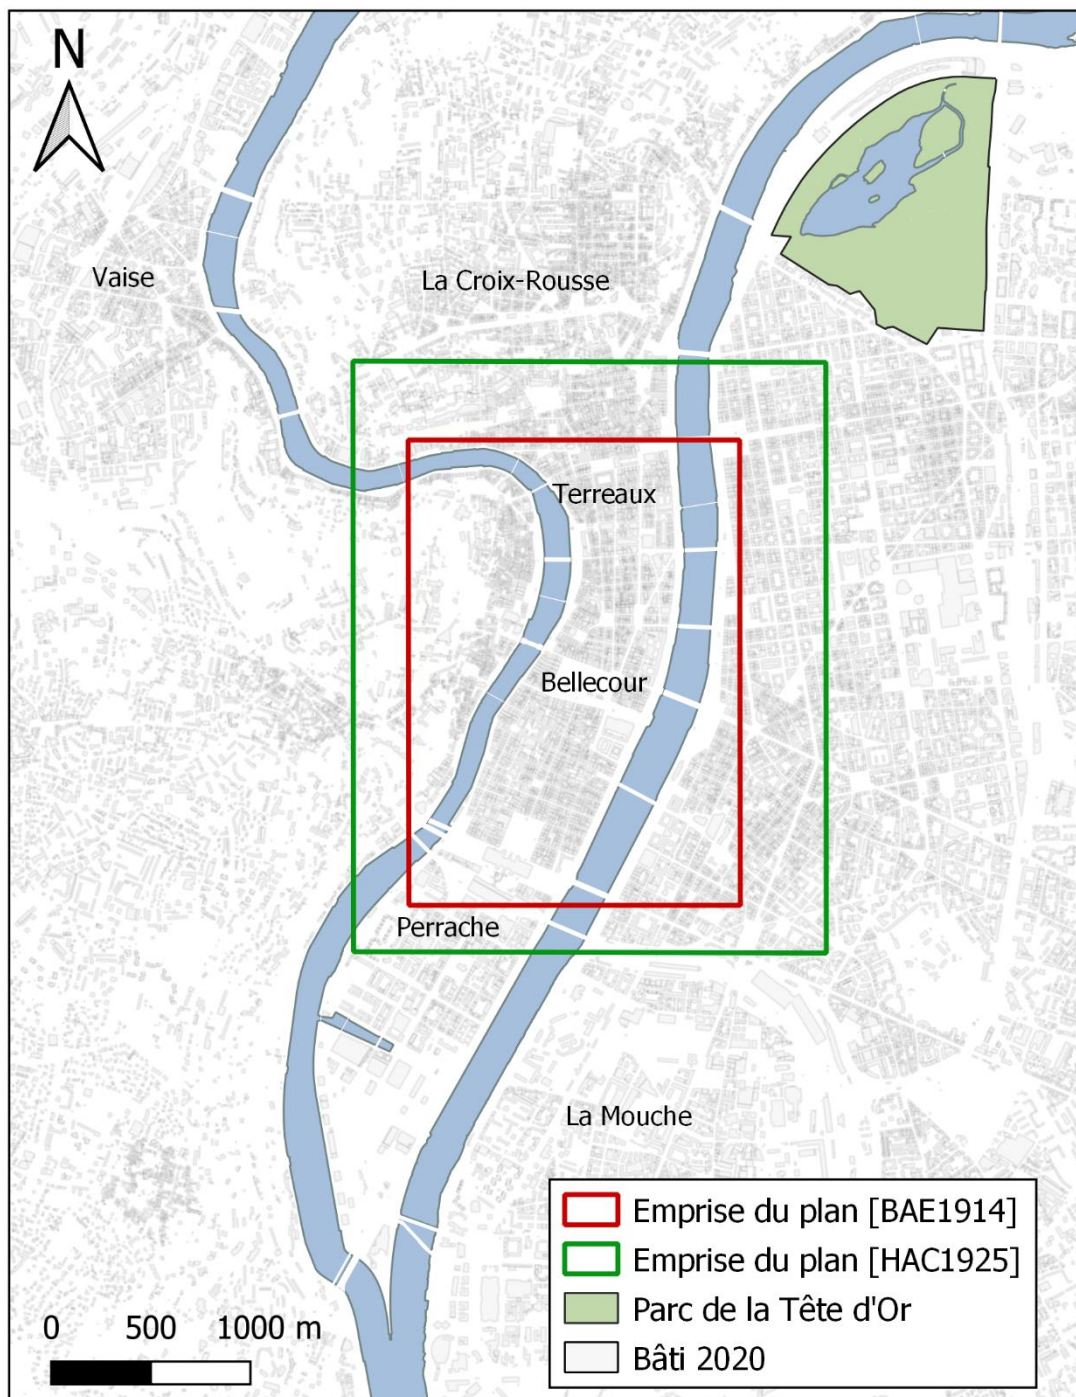 N
Vaise
La Croix-Rousse
Terreaux
Bellecour
Perrache
La Mouche
Emprise du plan [BAE1914]
Emprise du plan [HAC1925]
Parc de la Tête d'Or
Bâti 2020
0 500 1000 m